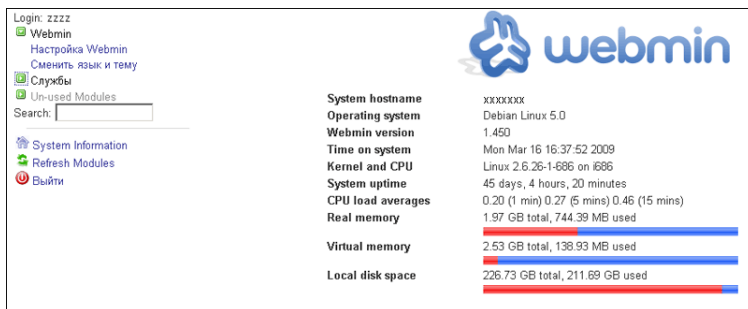 Login: zzzz
Webmin
Настройка Webmin
Сменить язык и тему
Службы
Un-used Modules
Search:
System Information
Refresh Modules
Выйти
webmin
System hostname xxxxxxx
Operating system Debian Linux 5.0
Webmin version 1.450
Time on system Mon Mar 16 16:37:52 2009
Kernel and CPU Linux 2.6.26-1-686 on i686
System uptime 45 days, 4 hours, 20 minutes
CPU load averages 0.20 (1 min) 0.27 (5 mins) 0.46 (15 mins)
Real memory 1.97 GB total, 744.39 MB used
Virtual memory 2.53 GB total, 138.93 MB used
Local disk space 226.73 GB total, 211.69 GB used